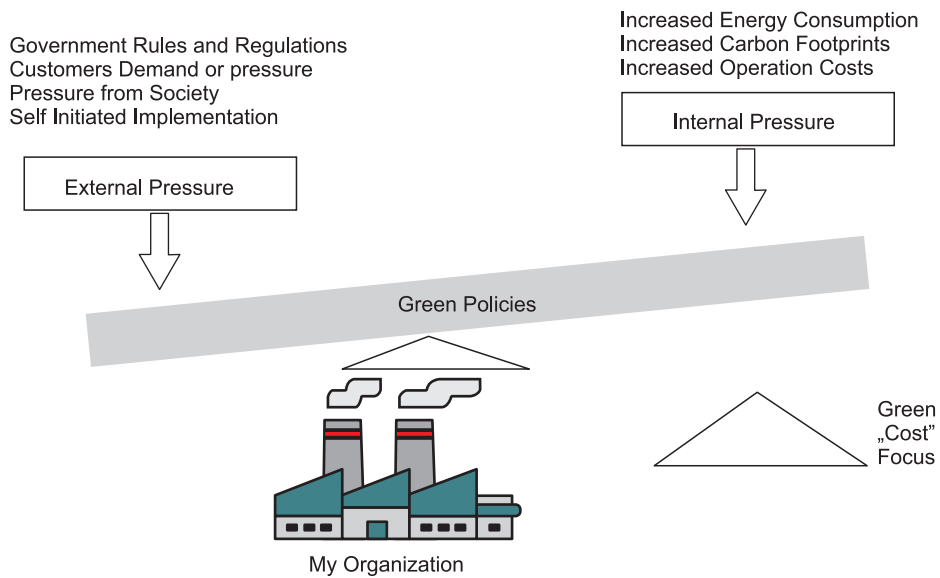 Government Rules and Regulations
Customers Demand or pressure
Pressure from Society
Self Initiated Implementation
External Pressure
Increased Energy Consumption
Increased Carbon Footprints
Increased Operation Costs
Internal Pressure
Green Policies
Green
„Cost”
Focus
My Organization